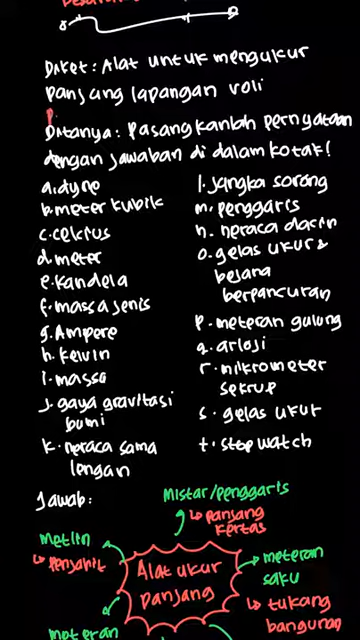 Diket : Alat untuk mengukur
panjang lapangan voli
Ditanya : Pasangkanlah pernyataan
dengan jawaban di dalam kotak!
a. dyne
b. meter kubik
c. celcius
d. meter
e. kandela
f. massa jenis
g. Ampere
h. kelvin
i. massa
j. gaya gravitasi
bumi
k. neraca sama
lengan
l. Jangka sorong
m. penggaris
n. neraca dacin
o. gelas ukur &
bejana
berpancuran
p. meteran gulung
q. arloji
r. mikrometer
sekrup
s. gelas ukur
t. stopwatch
Jawab :
Mistar/penggaris
↳ panjang
kertas
Metlin
↳ Penjahit
Alat ukur
panjang
meteran
saku
↳ tukang
bangunan
meteran